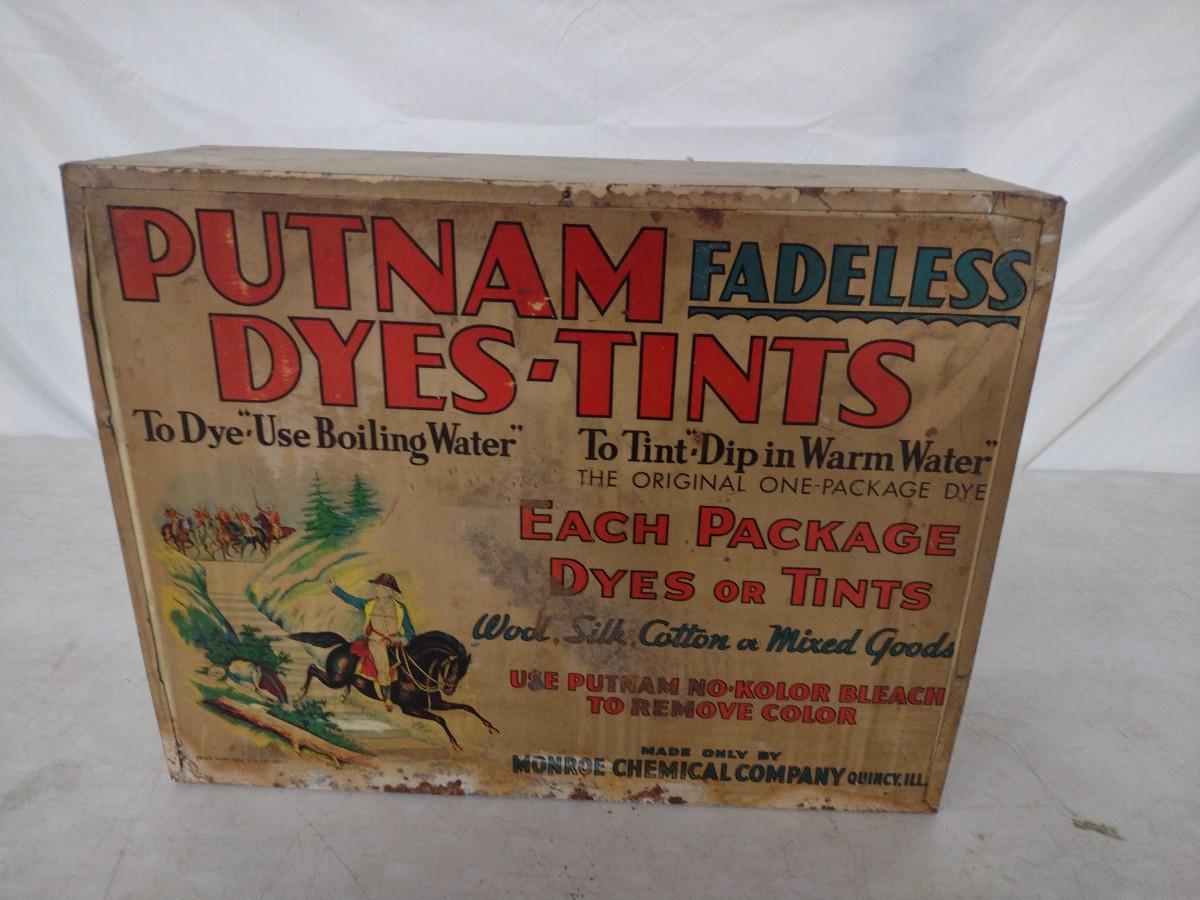 PUTNAM FADELESS
DYES-TINTS
To Dye "Use Boiling Water" To Tint "Dip in Warm Water"
THE ORIGINAL ONE-PACKAGE DYE
EACH PACKAGE
DYES OR TINTS
Wool, Silk, Cotton or Mixed Goods
USE PUTNAM NO-KOLOR BLEACH
TO REMOVE COLOR
MADE ONLY BY
MONROE CHEMICAL COMPANY QUINCY, ILL.